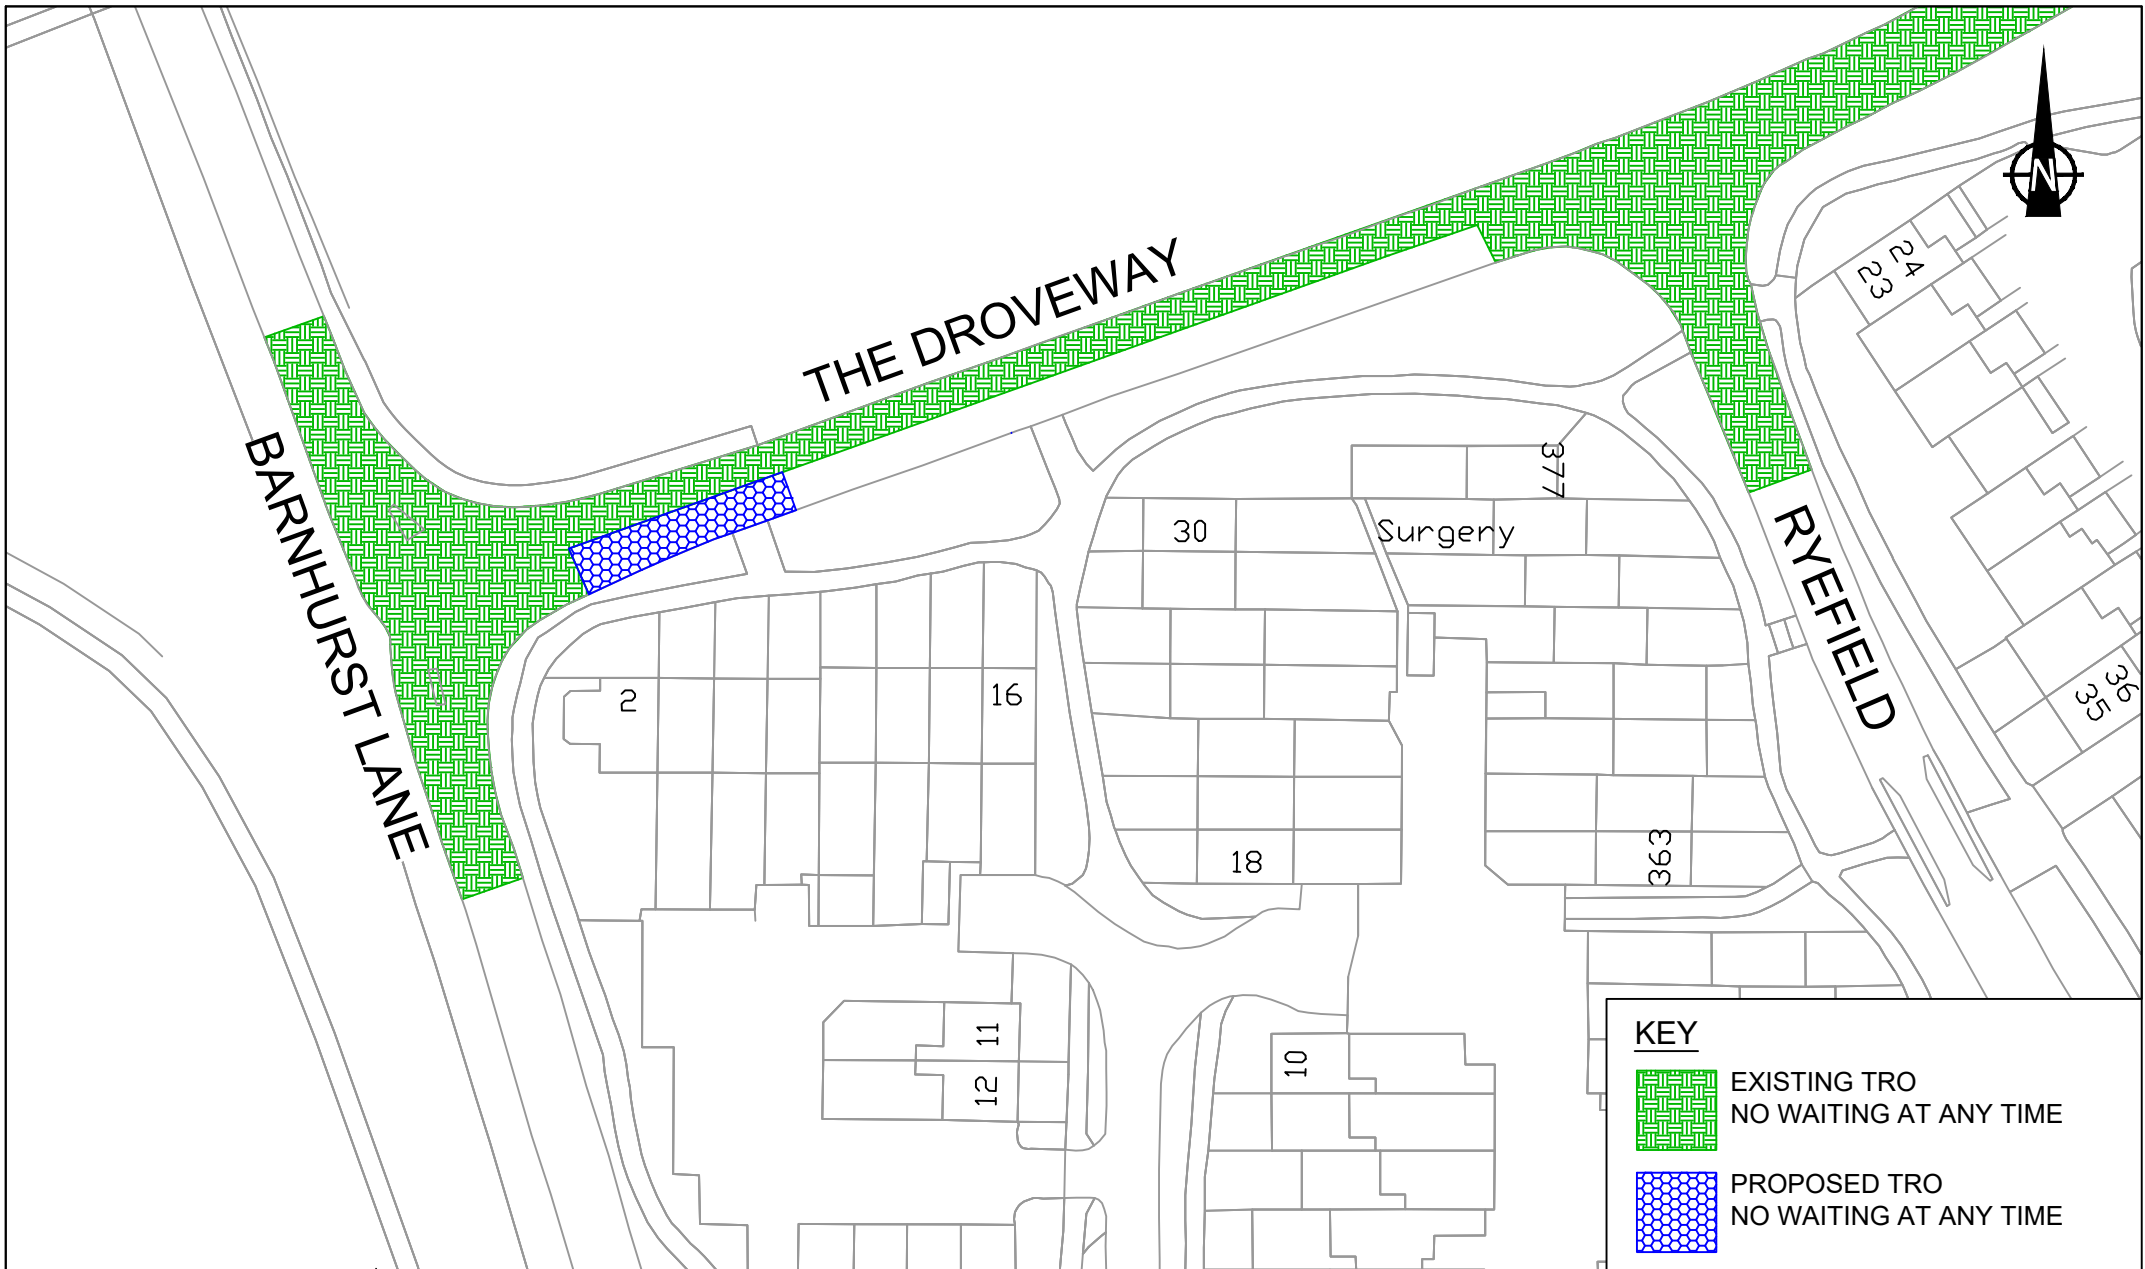 N
THE DROVEWAY
24
23
BARNHURST LANE
377
30
Surgery
RYEFIELD
2
16
36
35
18
363
11
12
10
KEY
EXISTING TRO
NO WAITING AT ANY TIME
PROPOSED TRO
NO WAITING AT ANY TIME